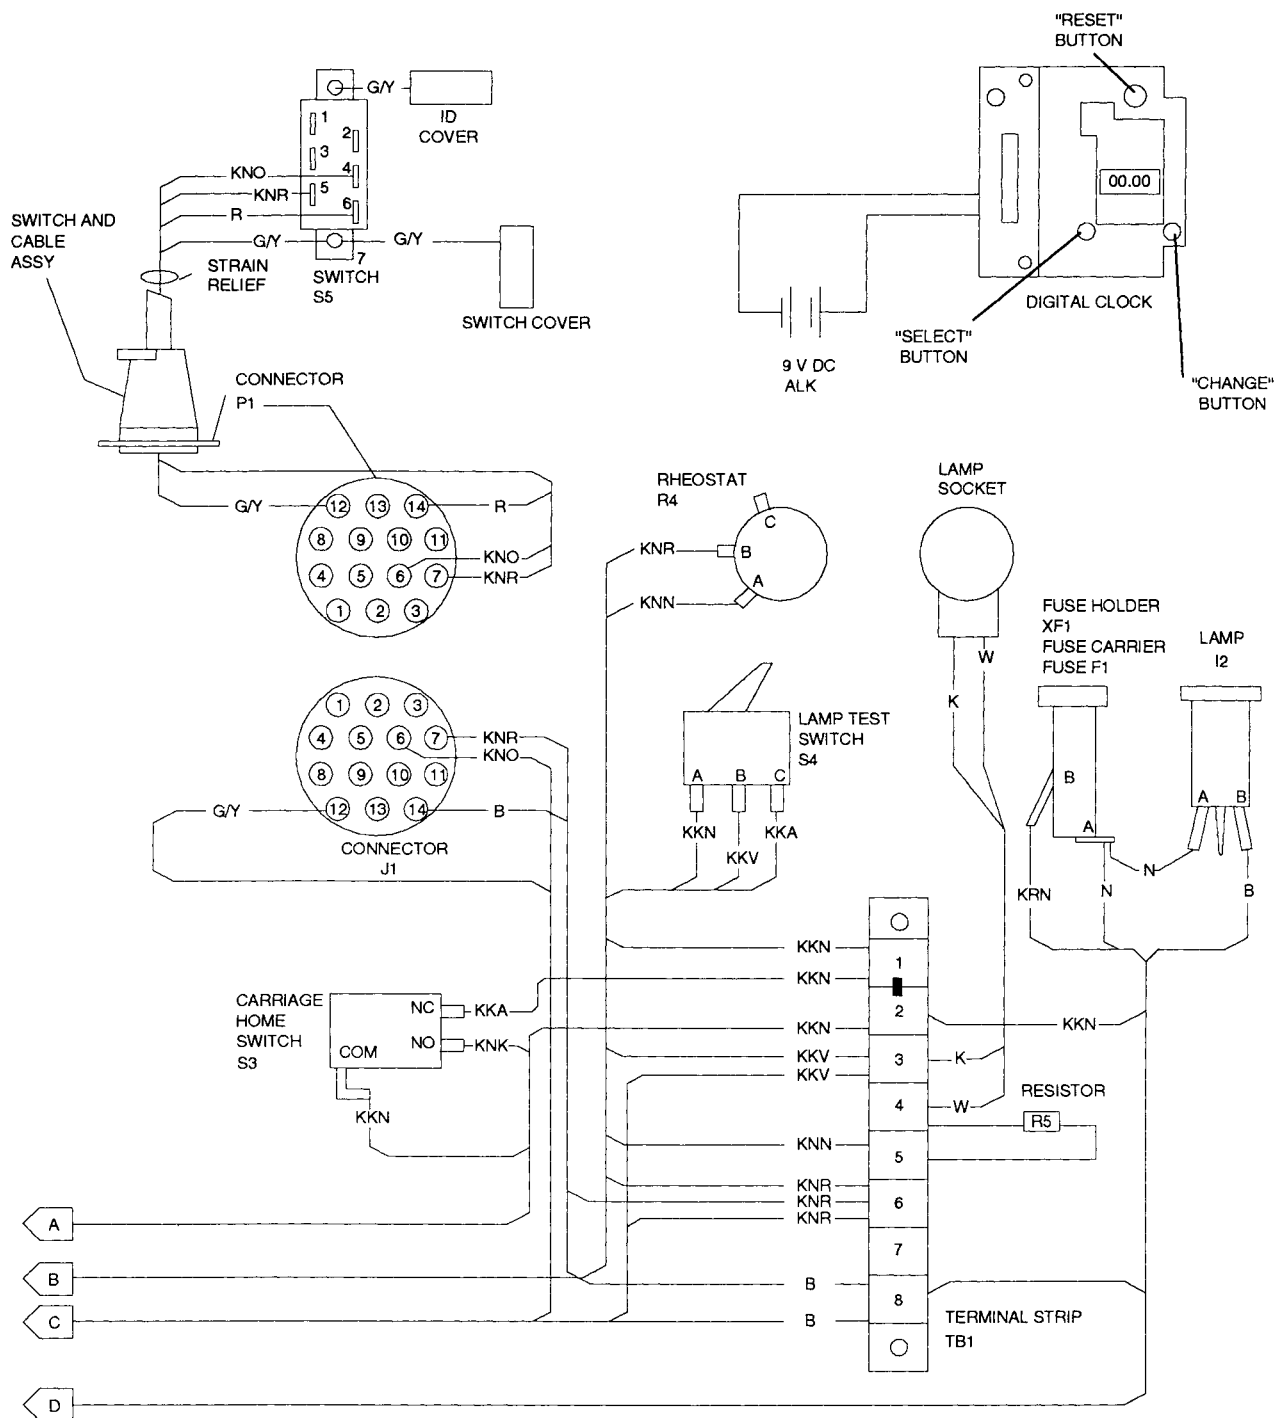 "RESET"
BUTTON
G/Y
ID
COVER
1
2
3
4
5
6
7
KNO
KNR
R
G/Y
G/Y
SWITCH AND
CABLE
ASSY
STRAIN
RELIEF
SWITCH
S5
SWITCH COVER
00.00
DIGITAL CLOCK
"SELECT"
BUTTON
"CHANGE"
BUTTON
9 V DC
ALK
CONNECTOR
P1
G/Y
12 13 14
R
8 9 10 11
KNO
4 5 6 7
KNR
1 2 3
RHEOSTAT
R4
C
KNR
B
KNN
A
LAMP
SOCKET
W
K
FUSE HOLDER
XF1
FUSE CARRIER
FUSE F1
LAMP
I2
B
A
A B
N
N
KRN
B
1 2 3
4 5 6 7
KNR
KNO
8 9 10 11
G/Y
12 13 14
B
CONNECTOR
J1
LAMP TEST
SWITCH
S4
A B C
KKN
KKV
KKA
CARRIAGE
HOME
SWITCH
S3
NC
KKA
NO
KNK
COM
KKN
KKN
KKN
KKN
KKV
KKV
KNN
KNR
KNR
KNR
B
B
1
2
3
4
5
6
7
8
KKN
K
W
RESISTOR
R5
TERMINAL STRIP
TB1
A
B
C
D